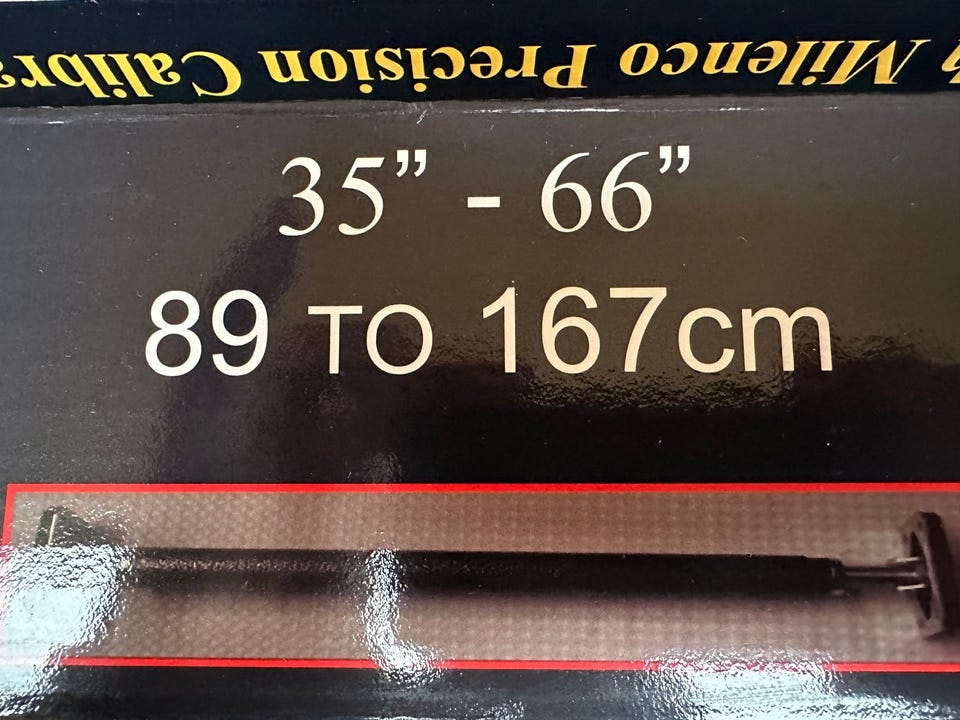 Milenco Precision
35” - 66”
89 TO 167cm